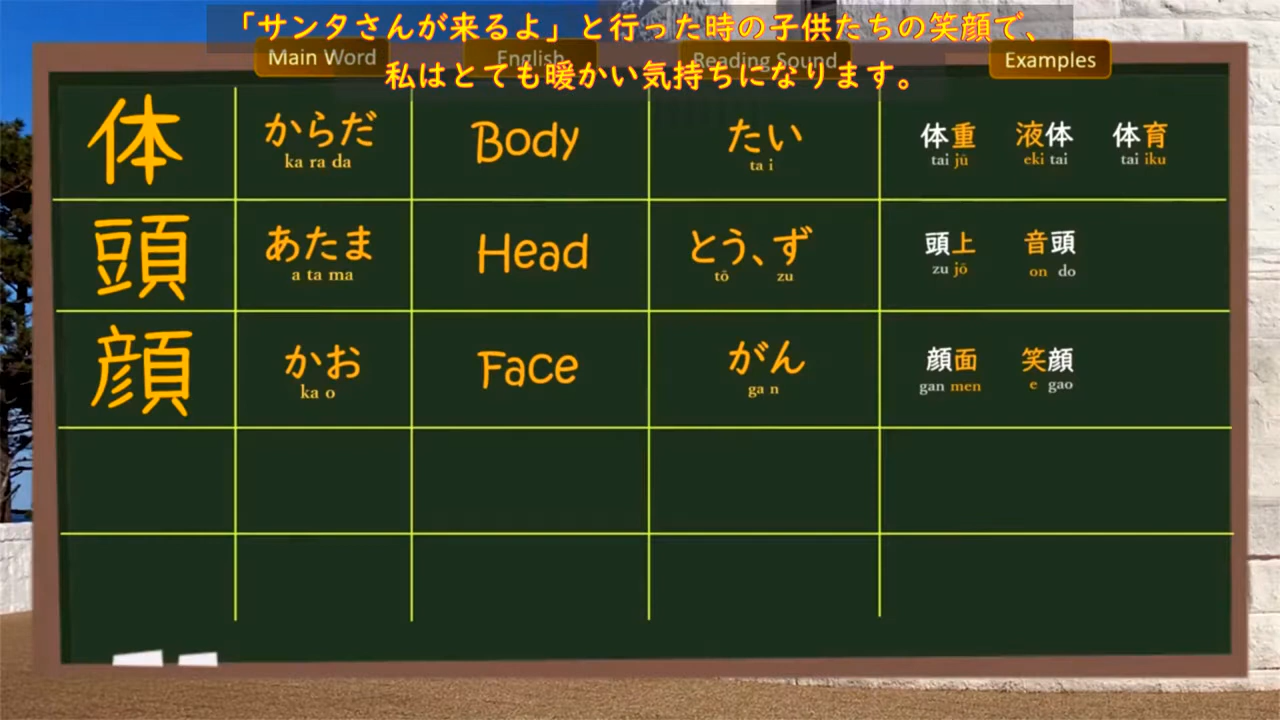 「サンタさんが来るよ」と行った時の子供たちの笑顔で、
私はとても暖かい気持ちになります。
Main Word English Reading Sound Examples
体 からだ Body たい 体重 液体 体育
ka ra da ta i tai jū eki tai tai iku
頭 あたま Head とう、ず 頭上 音頭
a ta ma tō zu zu jō on do
顔 かお Face がん 顔面 笑顔
ka o ga n gan men e gao